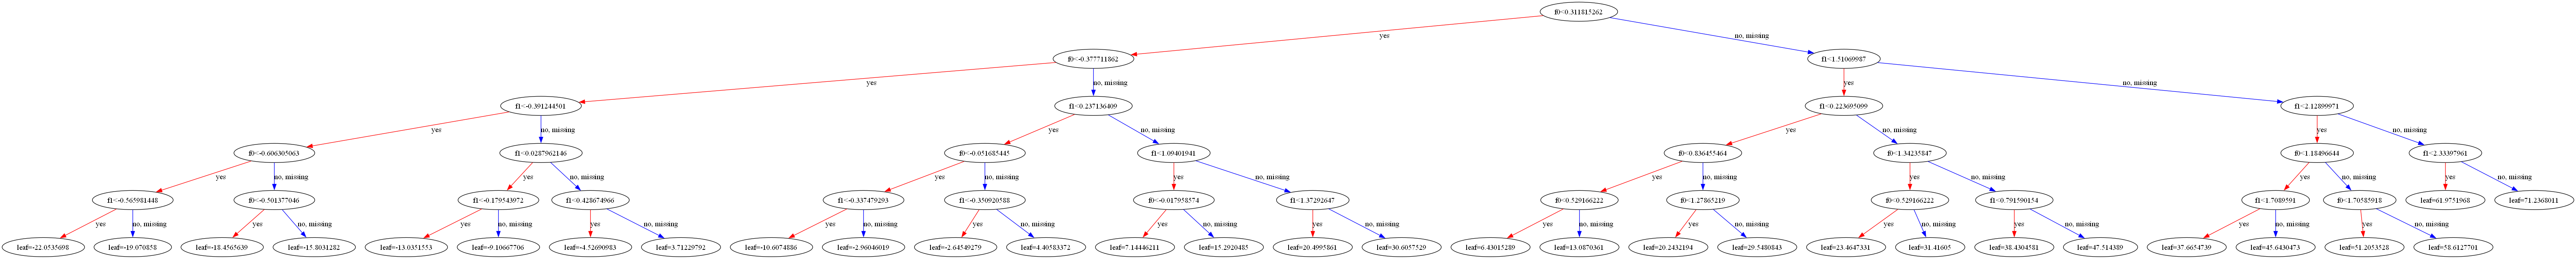 f0<0.311815262
yes
no, missing
f0<-0.377711862
f1<1.51069987
yes
no, missing
yes
no, missing
f1<-0.391244501
f1<0.237136409
f1<0.223695099
f1<2.12899971
yes
no, missing
yes
no, missing
yes
no, missing
yes
no, missing
f0<-0.606305063
f1<0.0287962146
f0<-0.051685445
f1<1.09401941
f0<0.836455464
f0<1.34235847
f0<1.18496644
f1<2.33397961
yes
no, missing
yes
no, missing
yes
no, missing
yes
no, missing
yes
no, missing
yes
no, missing
yes
no, missing
yes
no, missing
f1<-0.565981448
f0<-0.501377046
f1<-0.179543972
f1<0.428674966
f1<-0.337479293
f1<-0.350920588
f0<-0.017958574
f1<1.37292647
f0<0.529166222
f0<1.27865219
f0<0.529166222
f1<0.791590154
f1<1.7089591
f0<1.70585918
leaf=61.9751968
leaf=71.2368011
yes
no, missing
yes
no, missing
yes
no, missing
yes
no, missing
yes
no, missing
yes
no, missing
yes
no, missing
yes
no, missing
yes
no, missing
yes
no, missing
yes
no, missing
yes
no, missing
yes
no, missing
yes
no, missing
leaf=-22.0535698
leaf=-19.070858
leaf=-18.4565639
leaf=-15.8031282
leaf=-13.0351553
leaf=-9.10667706
leaf=-4.52690983
leaf=3.71229792
leaf=-10.6074886
leaf=-2.96046019
leaf=-2.64549279
leaf=4.40583372
leaf=7.14446211
leaf=15.2920485
leaf=20.4995861
leaf=30.6057529
leaf=6.43015289
leaf=13.0870361
leaf=20.2432194
leaf=29.5480843
leaf=23.4647331
leaf=31.41605
leaf=38.4304581
leaf=47.514389
leaf=37.6654739
leaf=45.6430473
leaf=51.2053528
leaf=58.6127701